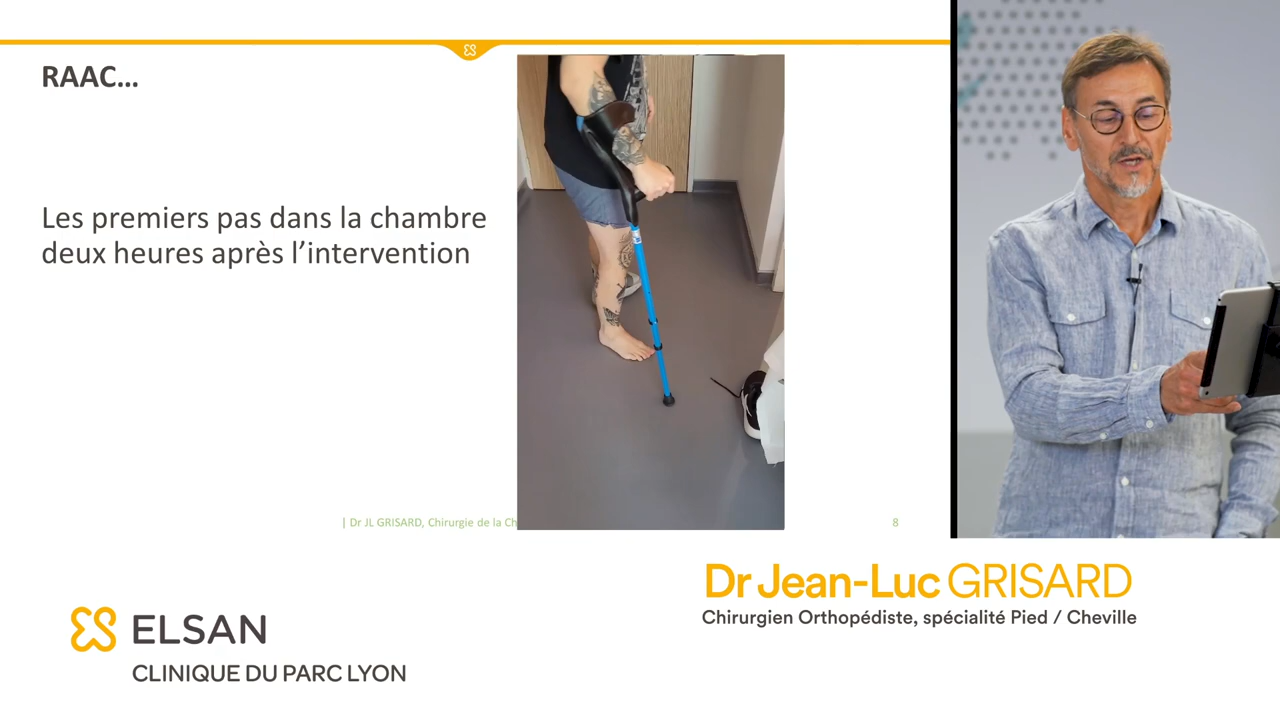 RAAC…
Les premiers pas dans la chambre
deux heures après l’intervention
| Dr JL GRISARD, Chirurgie de la Ch
8
Dr Jean-Luc GRISARD
Chirurgien Orthopédiste, spécialité Pied / Cheville
ELSAN
CLINIQUE DU PARC LYON